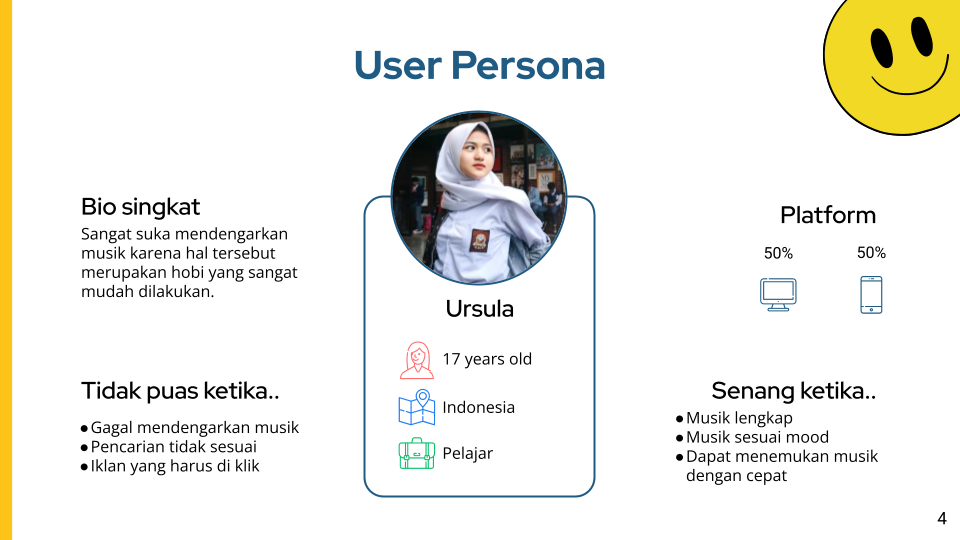 User Persona
Bio singkat
Sangat suka mendengarkan
musik karena hal tersebut
merupakan hobi yang sangat
mudah dilakukan.
Tidak puas ketika..
●Gagal mendengarkan musik
●Pencarian tidak sesuai
●Iklan yang harus di klik
Ursula
17 years old
Indonesia
Pelajar
Platform
50% 50%
Senang ketika..
●Musik lengkap
●Musik sesuai mood
●Dapat menemukan musik
dengan cepat
4